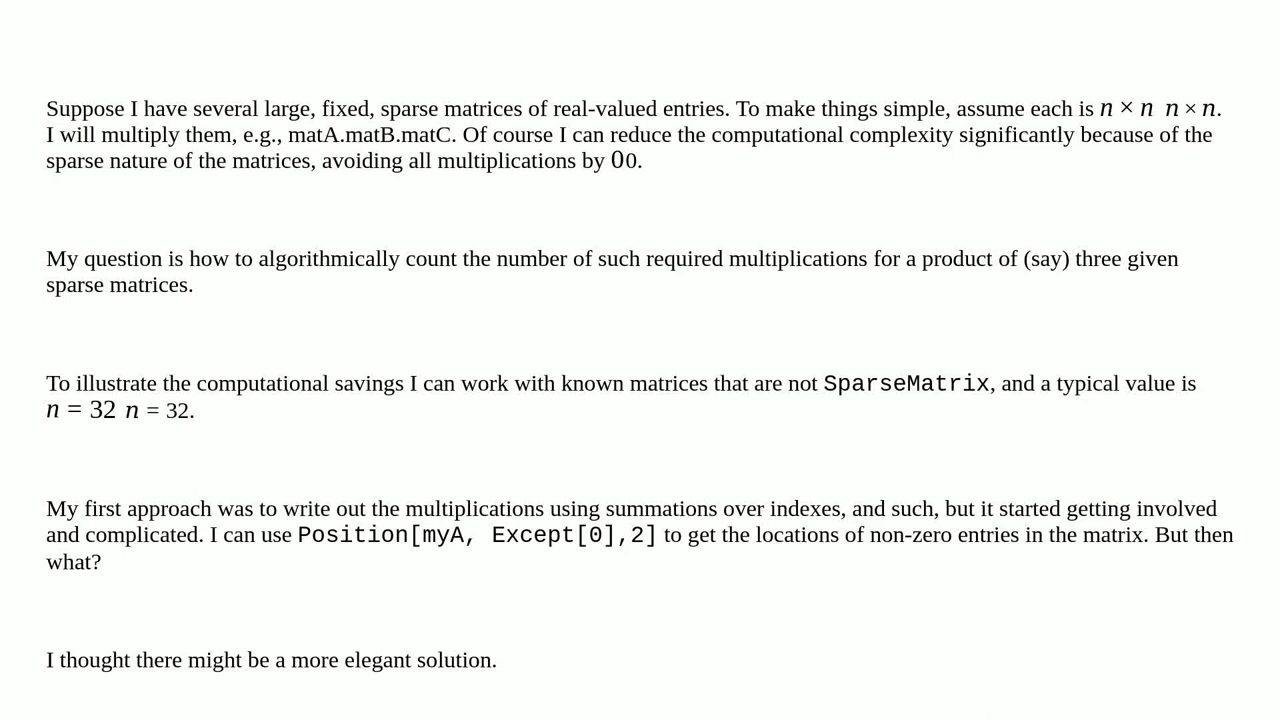 Suppose I have several large, fixed, sparse matrices of real-valued entries. To make things simple, assume each is n × n n × n.
I will multiply them, e.g., matA.matB.matC. Of course I can reduce the computational complexity significantly because of the
sparse nature of the matrices, avoiding all multiplications by 00.
My question is how to algorithmically count the number of such required multiplications for a product of (say) three given
sparse matrices.
To illustrate the computational savings I can work with known matrices that are not SparseMatrix, and a typical value is
n = 32 n = 32.
My first approach was to write out the multiplications using summations over indexes, and such, but it started getting involved
and complicated. I can use Position[myA, Except[0],2] to get the locations of non-zero entries in the matrix. But then
what?
I thought there might be a more elegant solution.